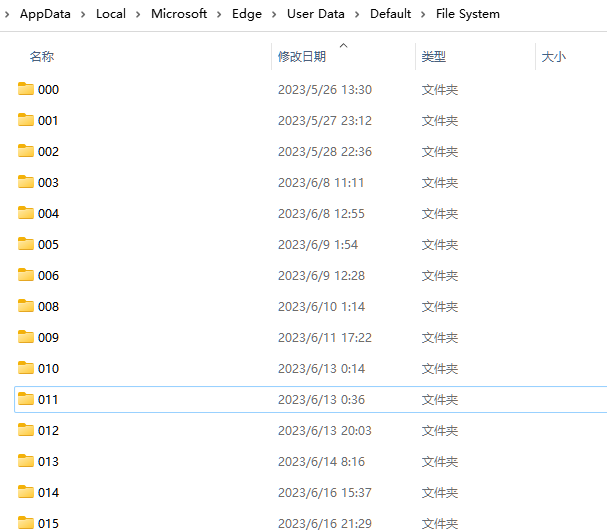 AppData > Local > Microsoft > Edge > User Data > Default > File System
名称 修改日期 类型 大小
000 2023/5/26 13:30 文件夹
001 2023/5/27 23:12 文件夹
002 2023/5/28 22:36 文件夹
003 2023/6/8 11:11 文件夹
004 2023/6/8 12:55 文件夹
005 2023/6/9 1:54 文件夹
006 2023/6/9 12:28 文件夹
008 2023/6/10 1:14 文件夹
009 2023/6/11 17:22 文件夹
010 2023/6/13 0:14 文件夹
011 2023/6/13 0:36 文件夹
012 2023/6/13 20:03 文件夹
013 2023/6/14 8:16 文件夹
014 2023/6/16 15:37 文件夹
015 2023/6/16 21:29 文件夹